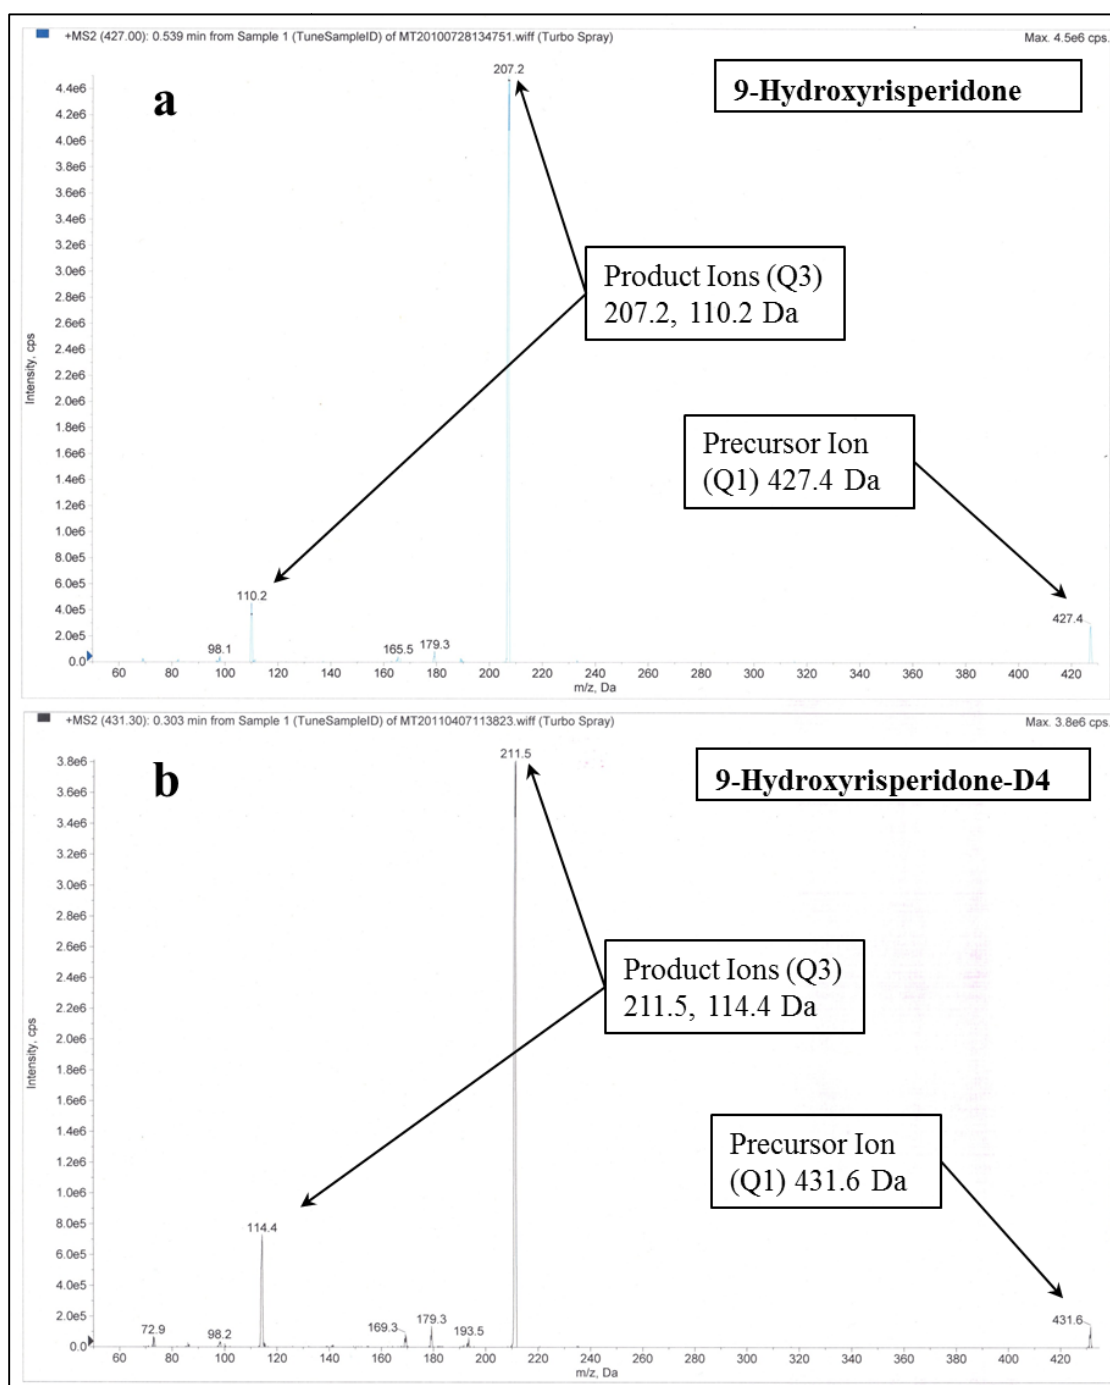 +MS2 (427.00): 0.539 min from Sample 1 (TuneSampleID) of MT20100728134751.wiff (Turbo Spray)
Max. 4.5e6 cps.
a
9-Hydroxyrisperidone
207.2
4.4e6
4.2e6
4.0e6
3.8e6
3.6e6
3.4e6
3.2e6
3.0e6
2.8e6
2.6e6
2.4e6
2.2e6
2.0e6
1.8e6
1.6e6
1.4e6
1.2e6
1.0e6
8.0e5
6.0e5
4.0e5
2.0e5
0.0
Intensity, cps
Product Ions (Q3)
207.2, 110.2 Da
Precursor Ion
(Q1) 427.4 Da
110.2
98.1
165.5
179.3
427.4
60 80 100 120 140 160 180 200 220 240 260 280 300 320 340 360 380 400 420
m/z, Da
+MS2 (431.30): 0.303 min from Sample 1 (TuneSampleID) of MT20110407113823.wiff (Turbo Spray)
Max. 3.8e6 cps.
b
9-Hydroxyrisperidone-D4
211.5
3.8e6
3.6e6
3.4e6
3.2e6
3.0e6
2.8e6
2.6e6
2.4e6
2.2e6
2.0e6
1.8e6
1.6e6
1.4e6
1.2e6
1.0e6
8.0e5
6.0e5
4.0e5
2.0e5
0.0
Intensity, cps
Product Ions (Q3)
211.5, 114.4 Da
Precursor Ion
(Q1) 431.6 Da
114.4
72.9
98.2
169.3
179.3
193.5
431.6
60 80 100 120 140 160 180 200 220 240 260 280 300 320 340 360 380 400 420
m/z, Da